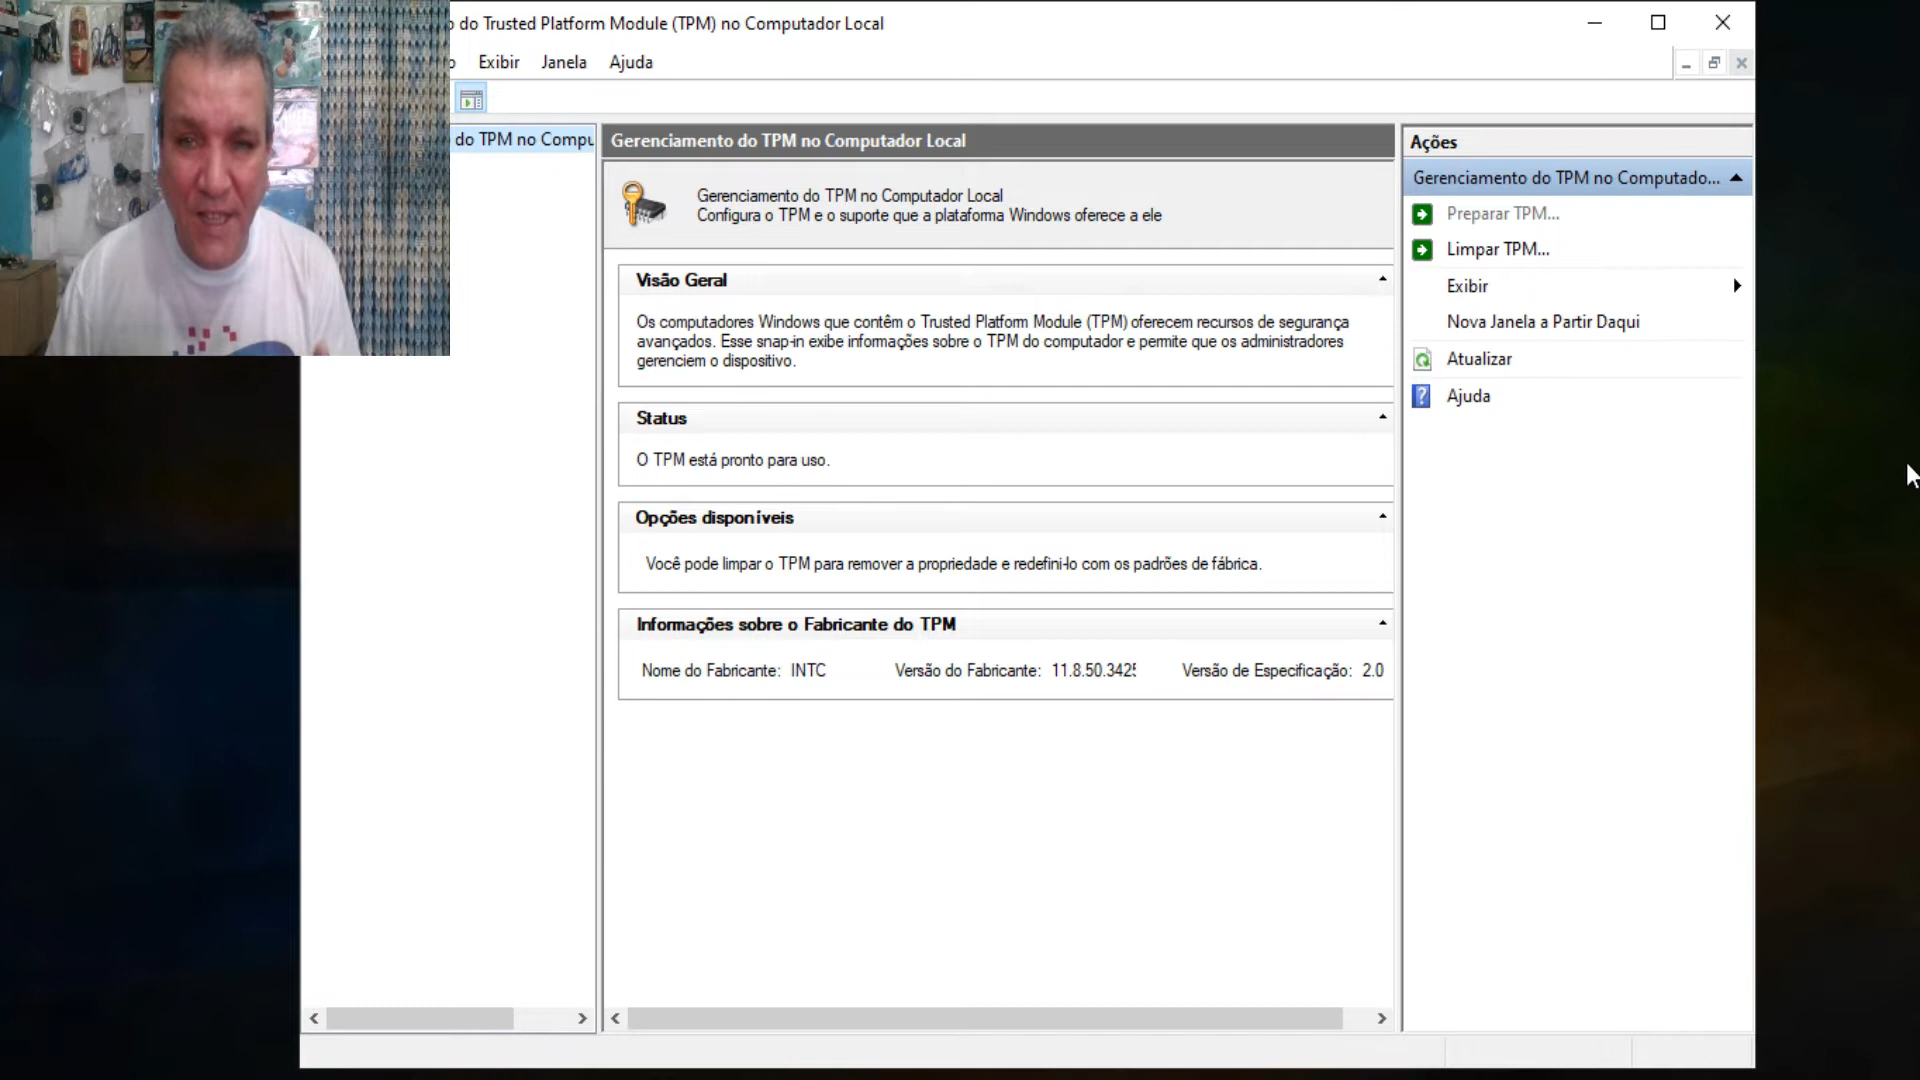 do Trusted Platform Module (TPM) no Computador Local
Exibir Janela Ajuda
do TPM no Compu
Gerenciamento do TPM no Computador Local
Gerenciamento do TPM no Computador Local
Configura o TPM e o suporte que a plataforma Windows oferece a ele
Visão Geral
Os computadores Windows que contêm o Trusted Platform Module (TPM) oferecem recursos de segurança
avançados. Esse snap-in exibe informações sobre o TPM do computador e permite que os administradores
gerenciem o dispositivo.
Status
O TPM está pronto para uso.
Opções disponíveis
Você pode limpar o TPM para remover a propriedade e redefini-lo com os padrões de fábrica.
Informações sobre o Fabricante do TPM
Nome do Fabricante: INTC Versão do Fabricante: 11.8.50.3425 Versão de Especificação: 2.0
Ações
Gerenciamento do TPM no Computado...
Preparar TPM...
Limpar TPM...
Exibir
Nova Janela a Partir Daqui
Atualizar
Ajuda